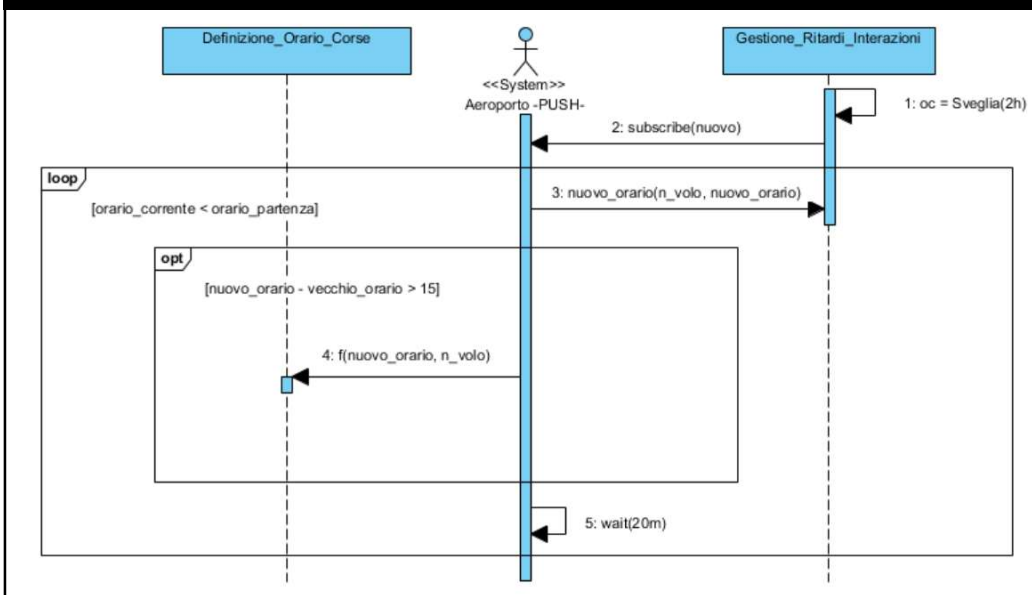 Definizione_Orario_Corse
Gestione_Ritardi_Interazioni
<<System>>
Aeroporto -PUSH-
1: oc = Sveglia(2h)
2: subscribe(nuovo)
loop
3: nuovo_orario(n_volo, nuovo_orario)
[orario_corrente < orario_partenza]
opt
[nuovo_orario - vecchio_orario > 15]
4: f(nuovo_orario, n_volo)
5: wait(20m)